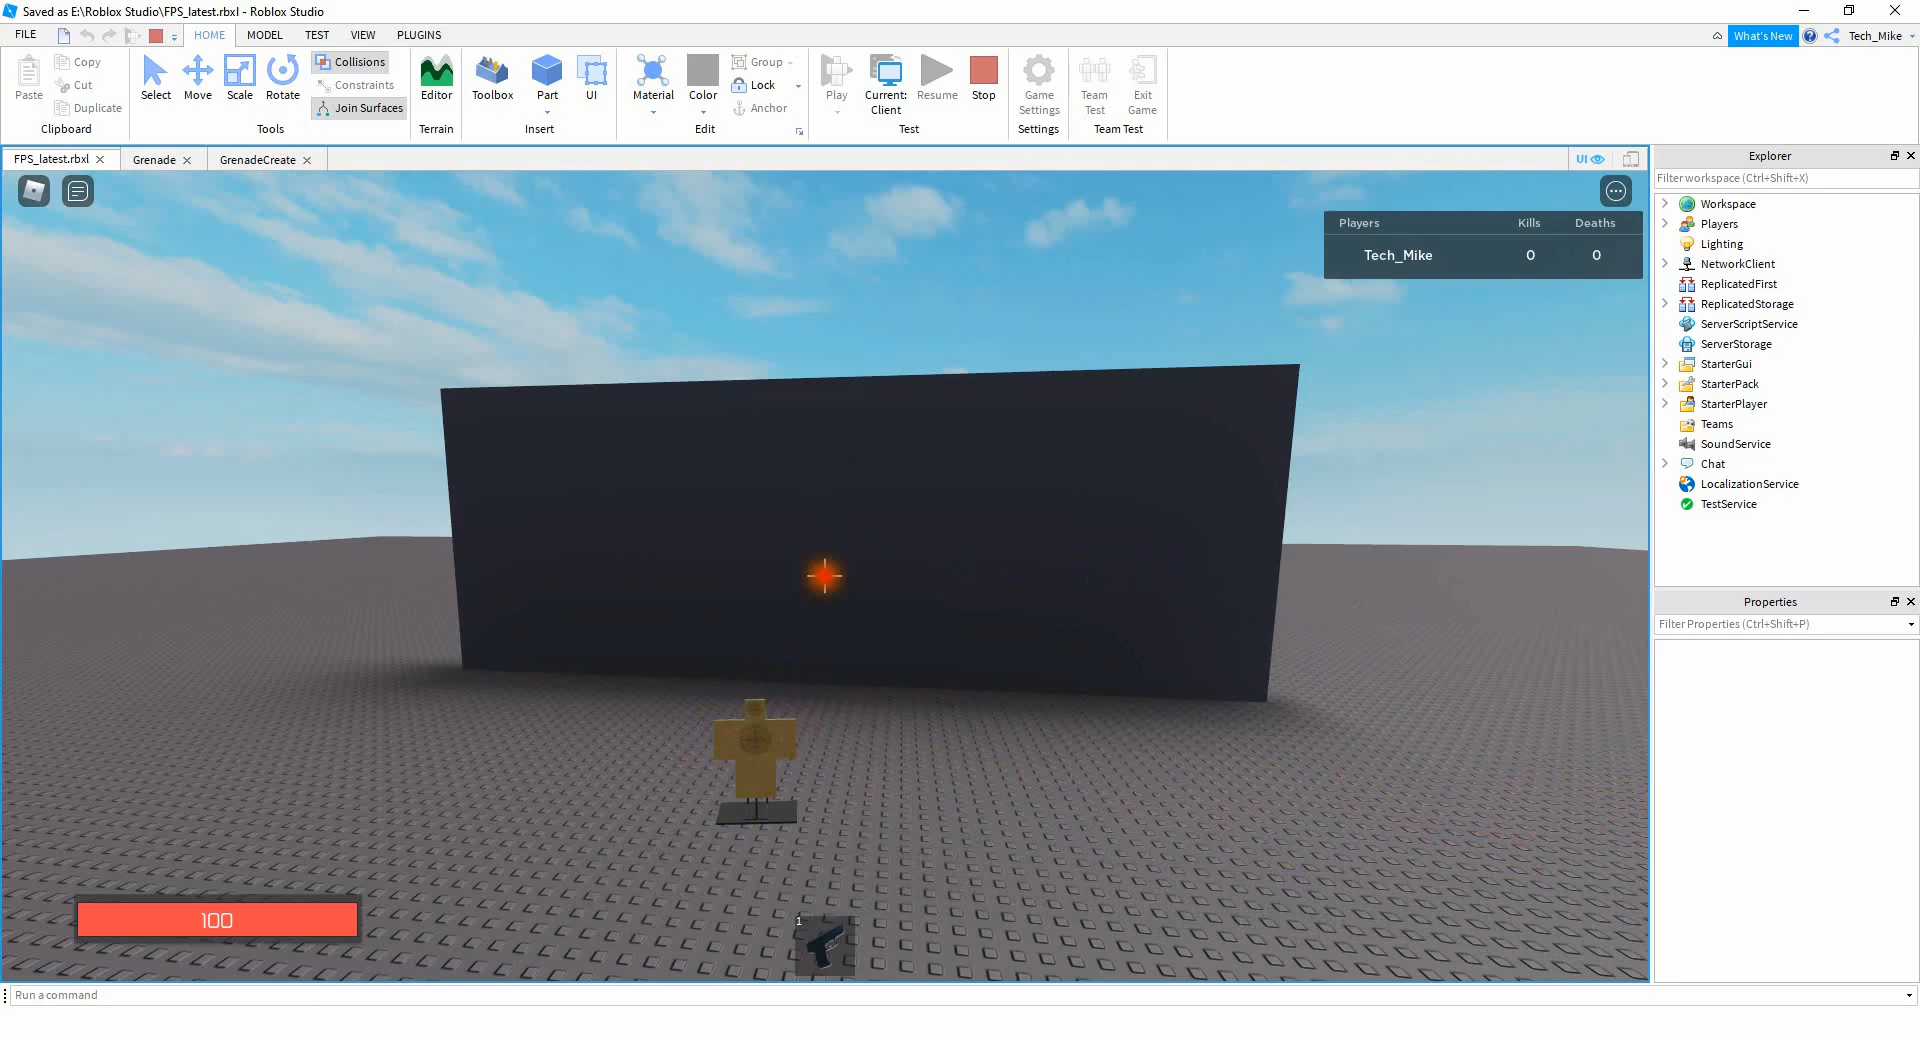 Saved as E:\Roblox Studio\FPS_latest.rbxl - Roblox Studio
FILE HOME MODEL TEST VIEW PLUGINS What's New Tech_Mike
Paste
Copy
Cut
Duplicate
Clipboard
Select Move Scale Rotate
Collisions
Constraints
Join Surfaces
Tools
Editor
Terrain
Toolbox Part UI
Insert
Material Color
Group
Lock
Anchor
Edit
Play Current: Client Resume Stop
Test
Game Settings
Settings
Team Test Exit Game
Team Test
FPS_latest.rbxl Grenade GrenadeCreate UI
Players Kills Deaths
Tech_Mike 0 0
100
1
Explorer
Filter workspace (Ctrl+Shift+X)
Workspace
Players
Lighting
NetworkClient
ReplicatedFirst
ReplicatedStorage
ServerScriptService
ServerStorage
StarterGui
StarterPack
StarterPlayer
Teams
SoundService
Chat
LocalizationService
TestService
Properties
Filter Properties (Ctrl+Shift+P)
Run a command